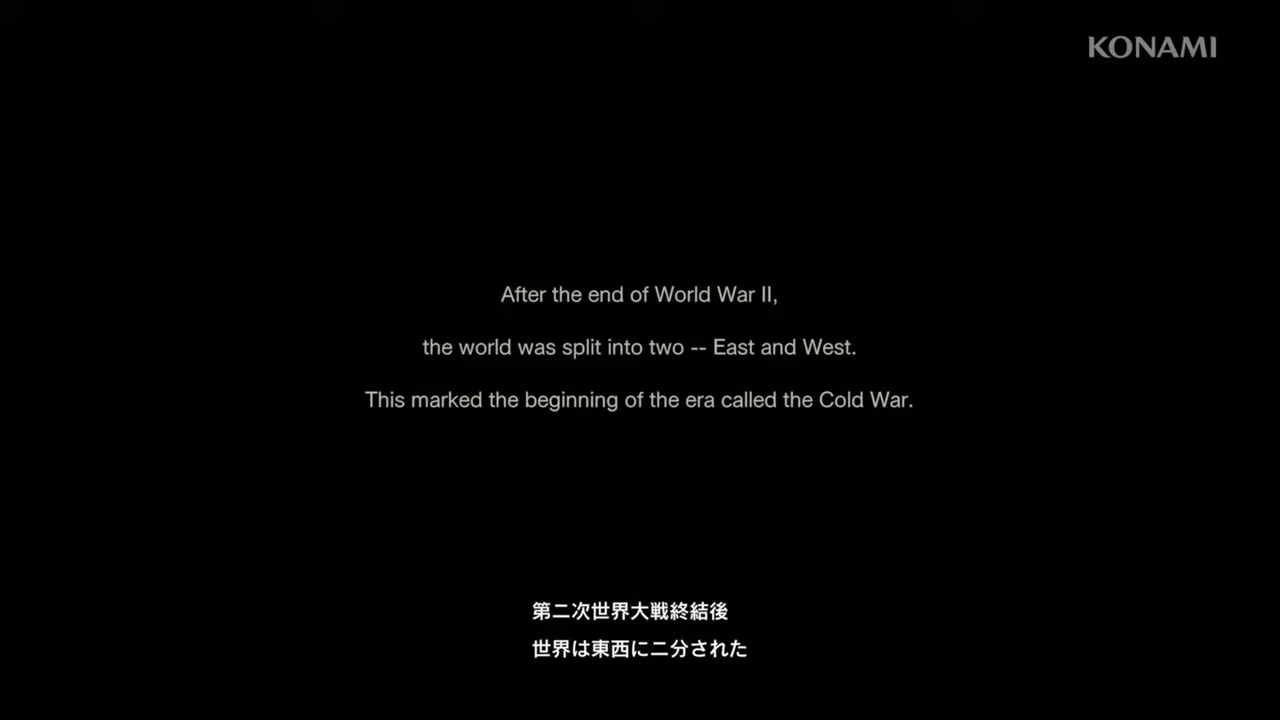 KONAMI
After the end of World War II,
the world was split into two -- East and West.
This marked the beginning of the era called the Cold War.
第二次世界大戦終結後
世界は東西に二分された